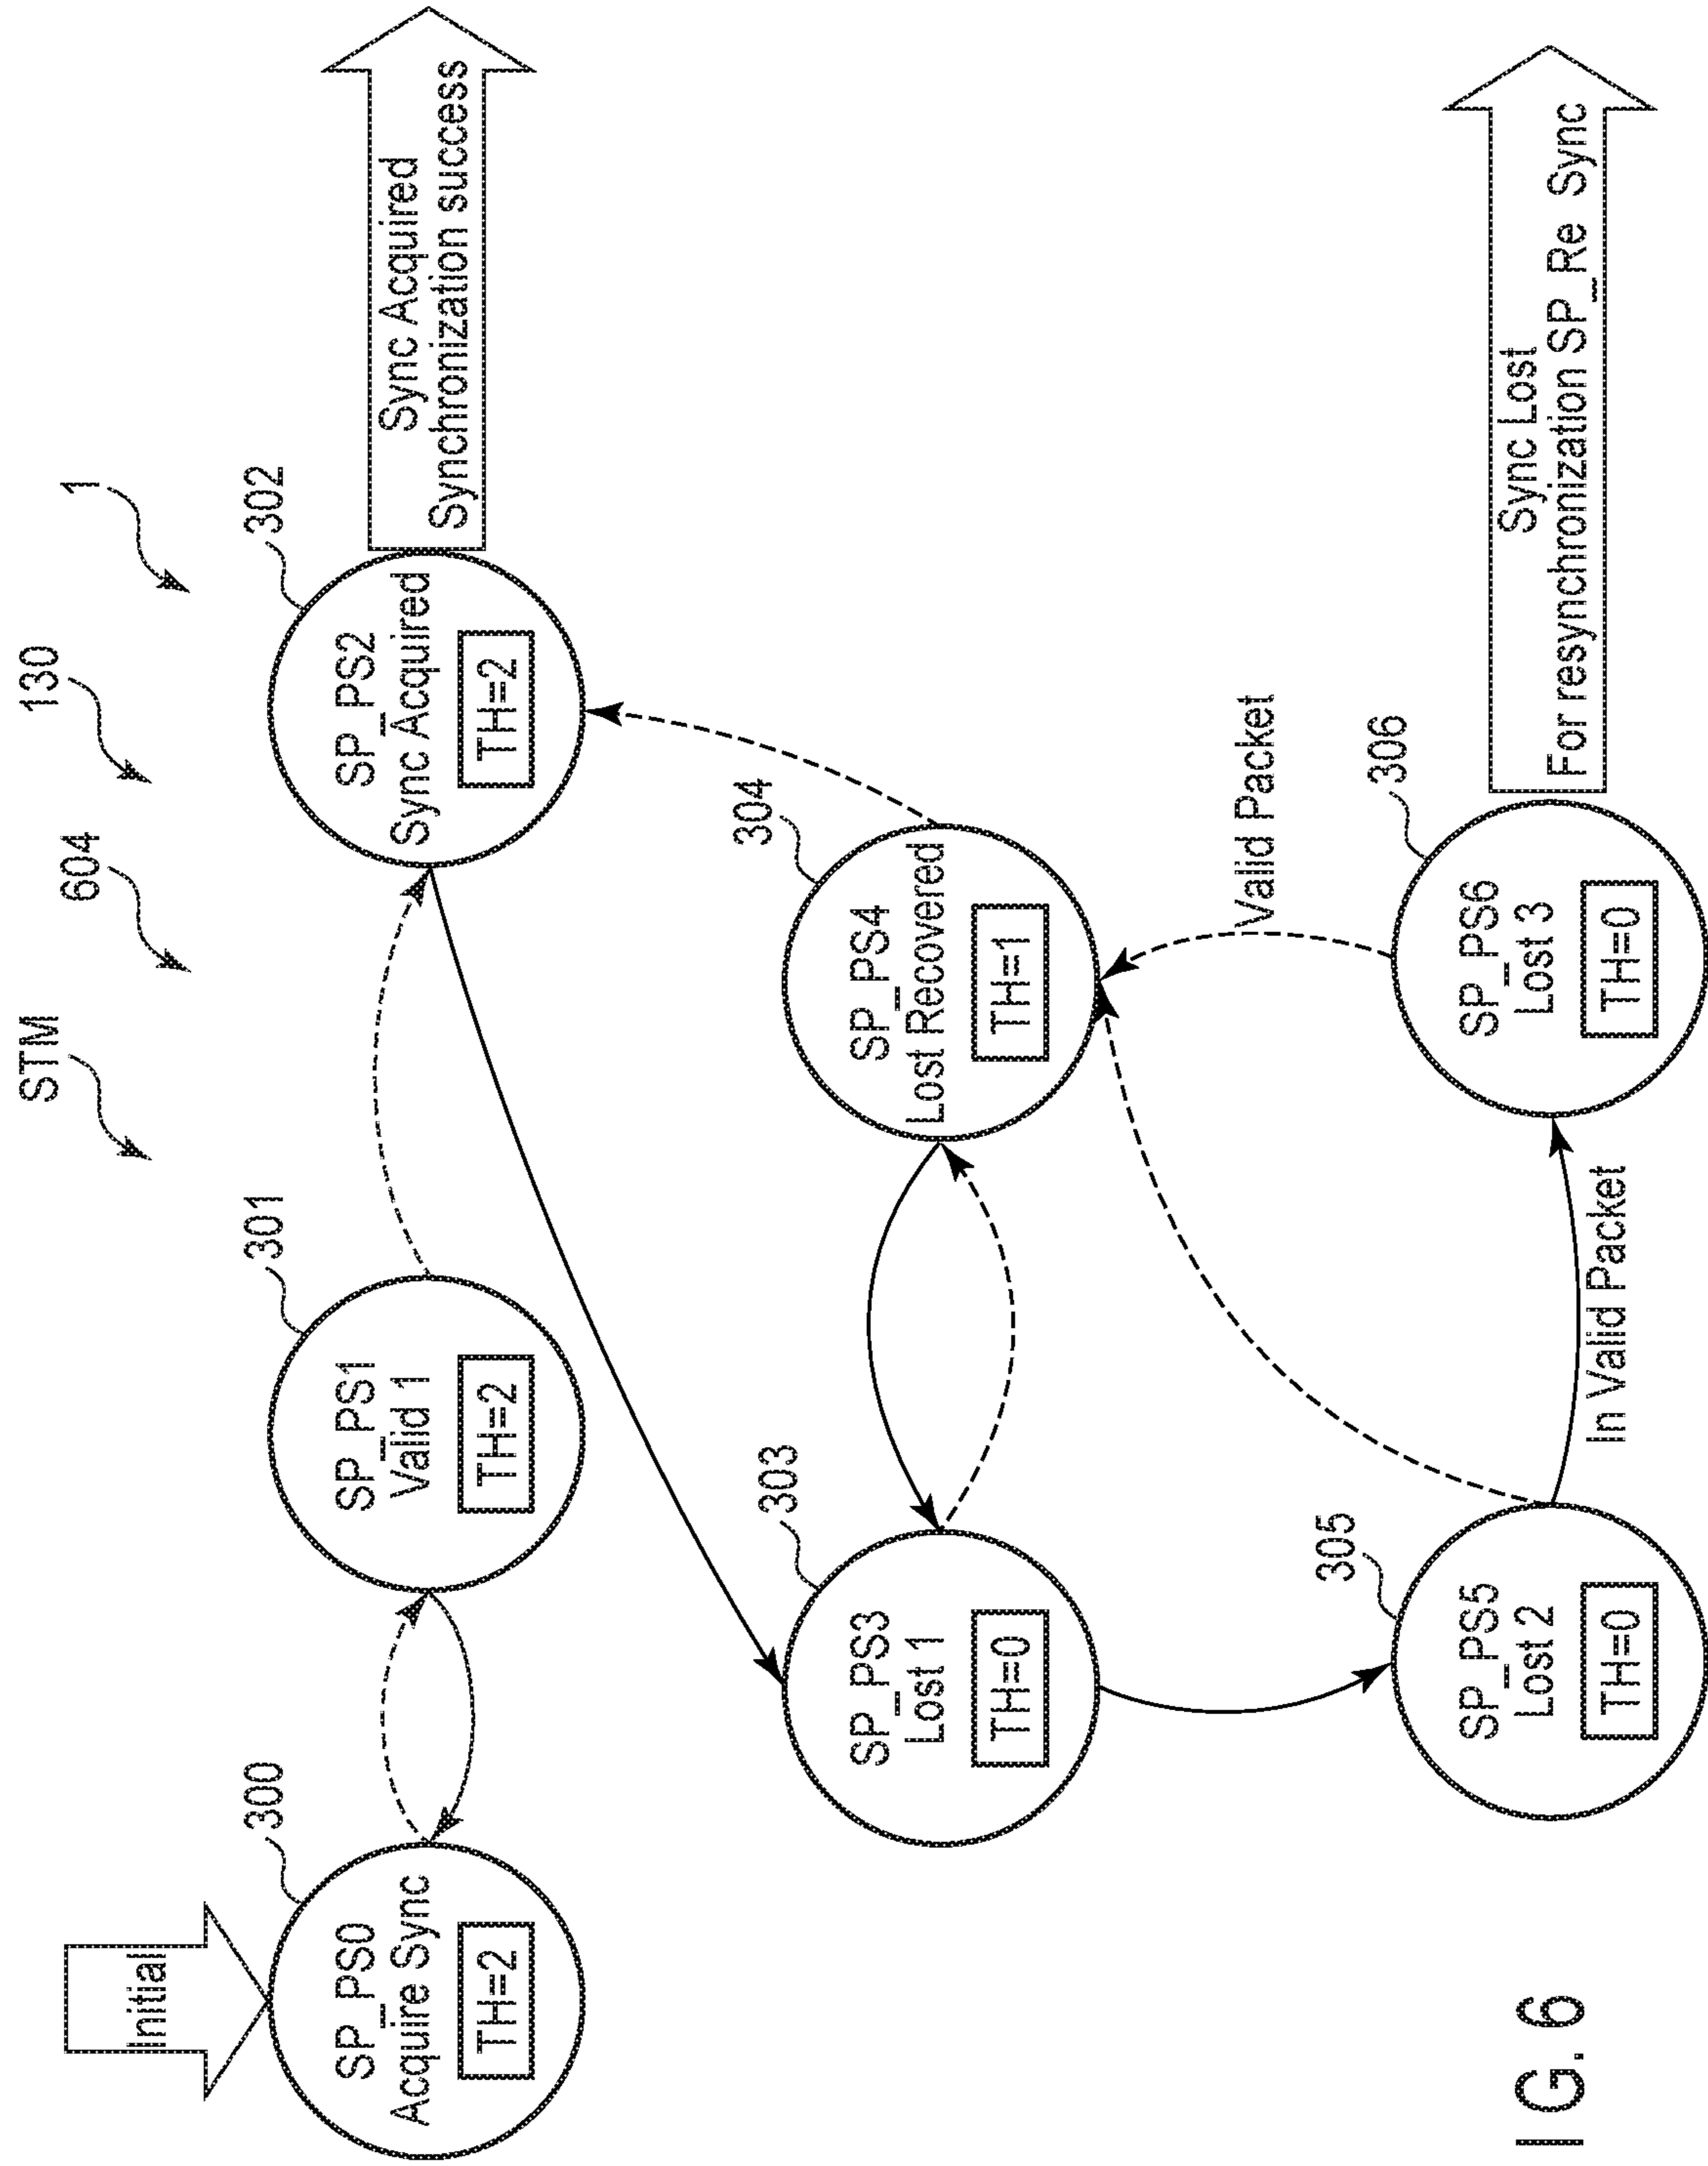 STM
604
130
1
Initial
300
SP_PS0
Acquire Sync
TH=2
301
SP_PS1
Valid 1
TH=2
302
SP_PS2
Sync Acquired
TH=2
Sync Acquired
Synchronization success
303
SP_PS3
Lost 1
TH=0
304
SP_PS4
Lost Recovered
TH=1
Valid Packet
305
SP_PS5
Lost 2
TH=0
In Valid Packet
306
SP_PS6
Lost 3
TH=0
Sync Lost
For resynchronization SP_Re Sync
IG. 6